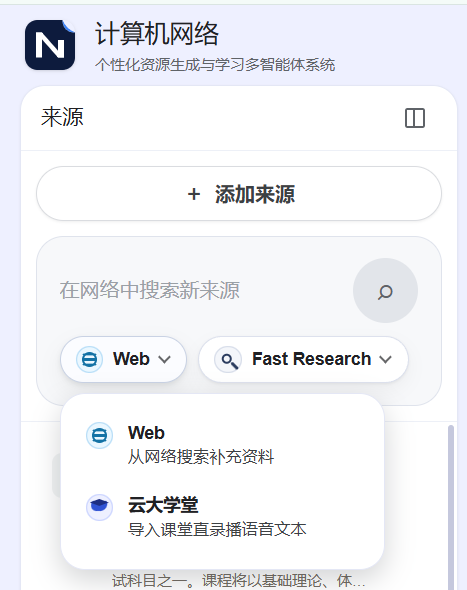 N
计算机网络
个性化资源生成与学习多智能体系统
来源
+ 添加来源
在网络中搜索新来源
Web
Fast Research
Web
从网络搜索补充资料
云大学堂
导入课堂直录播语音文本
试科目之一。课程将以基础理论、体...